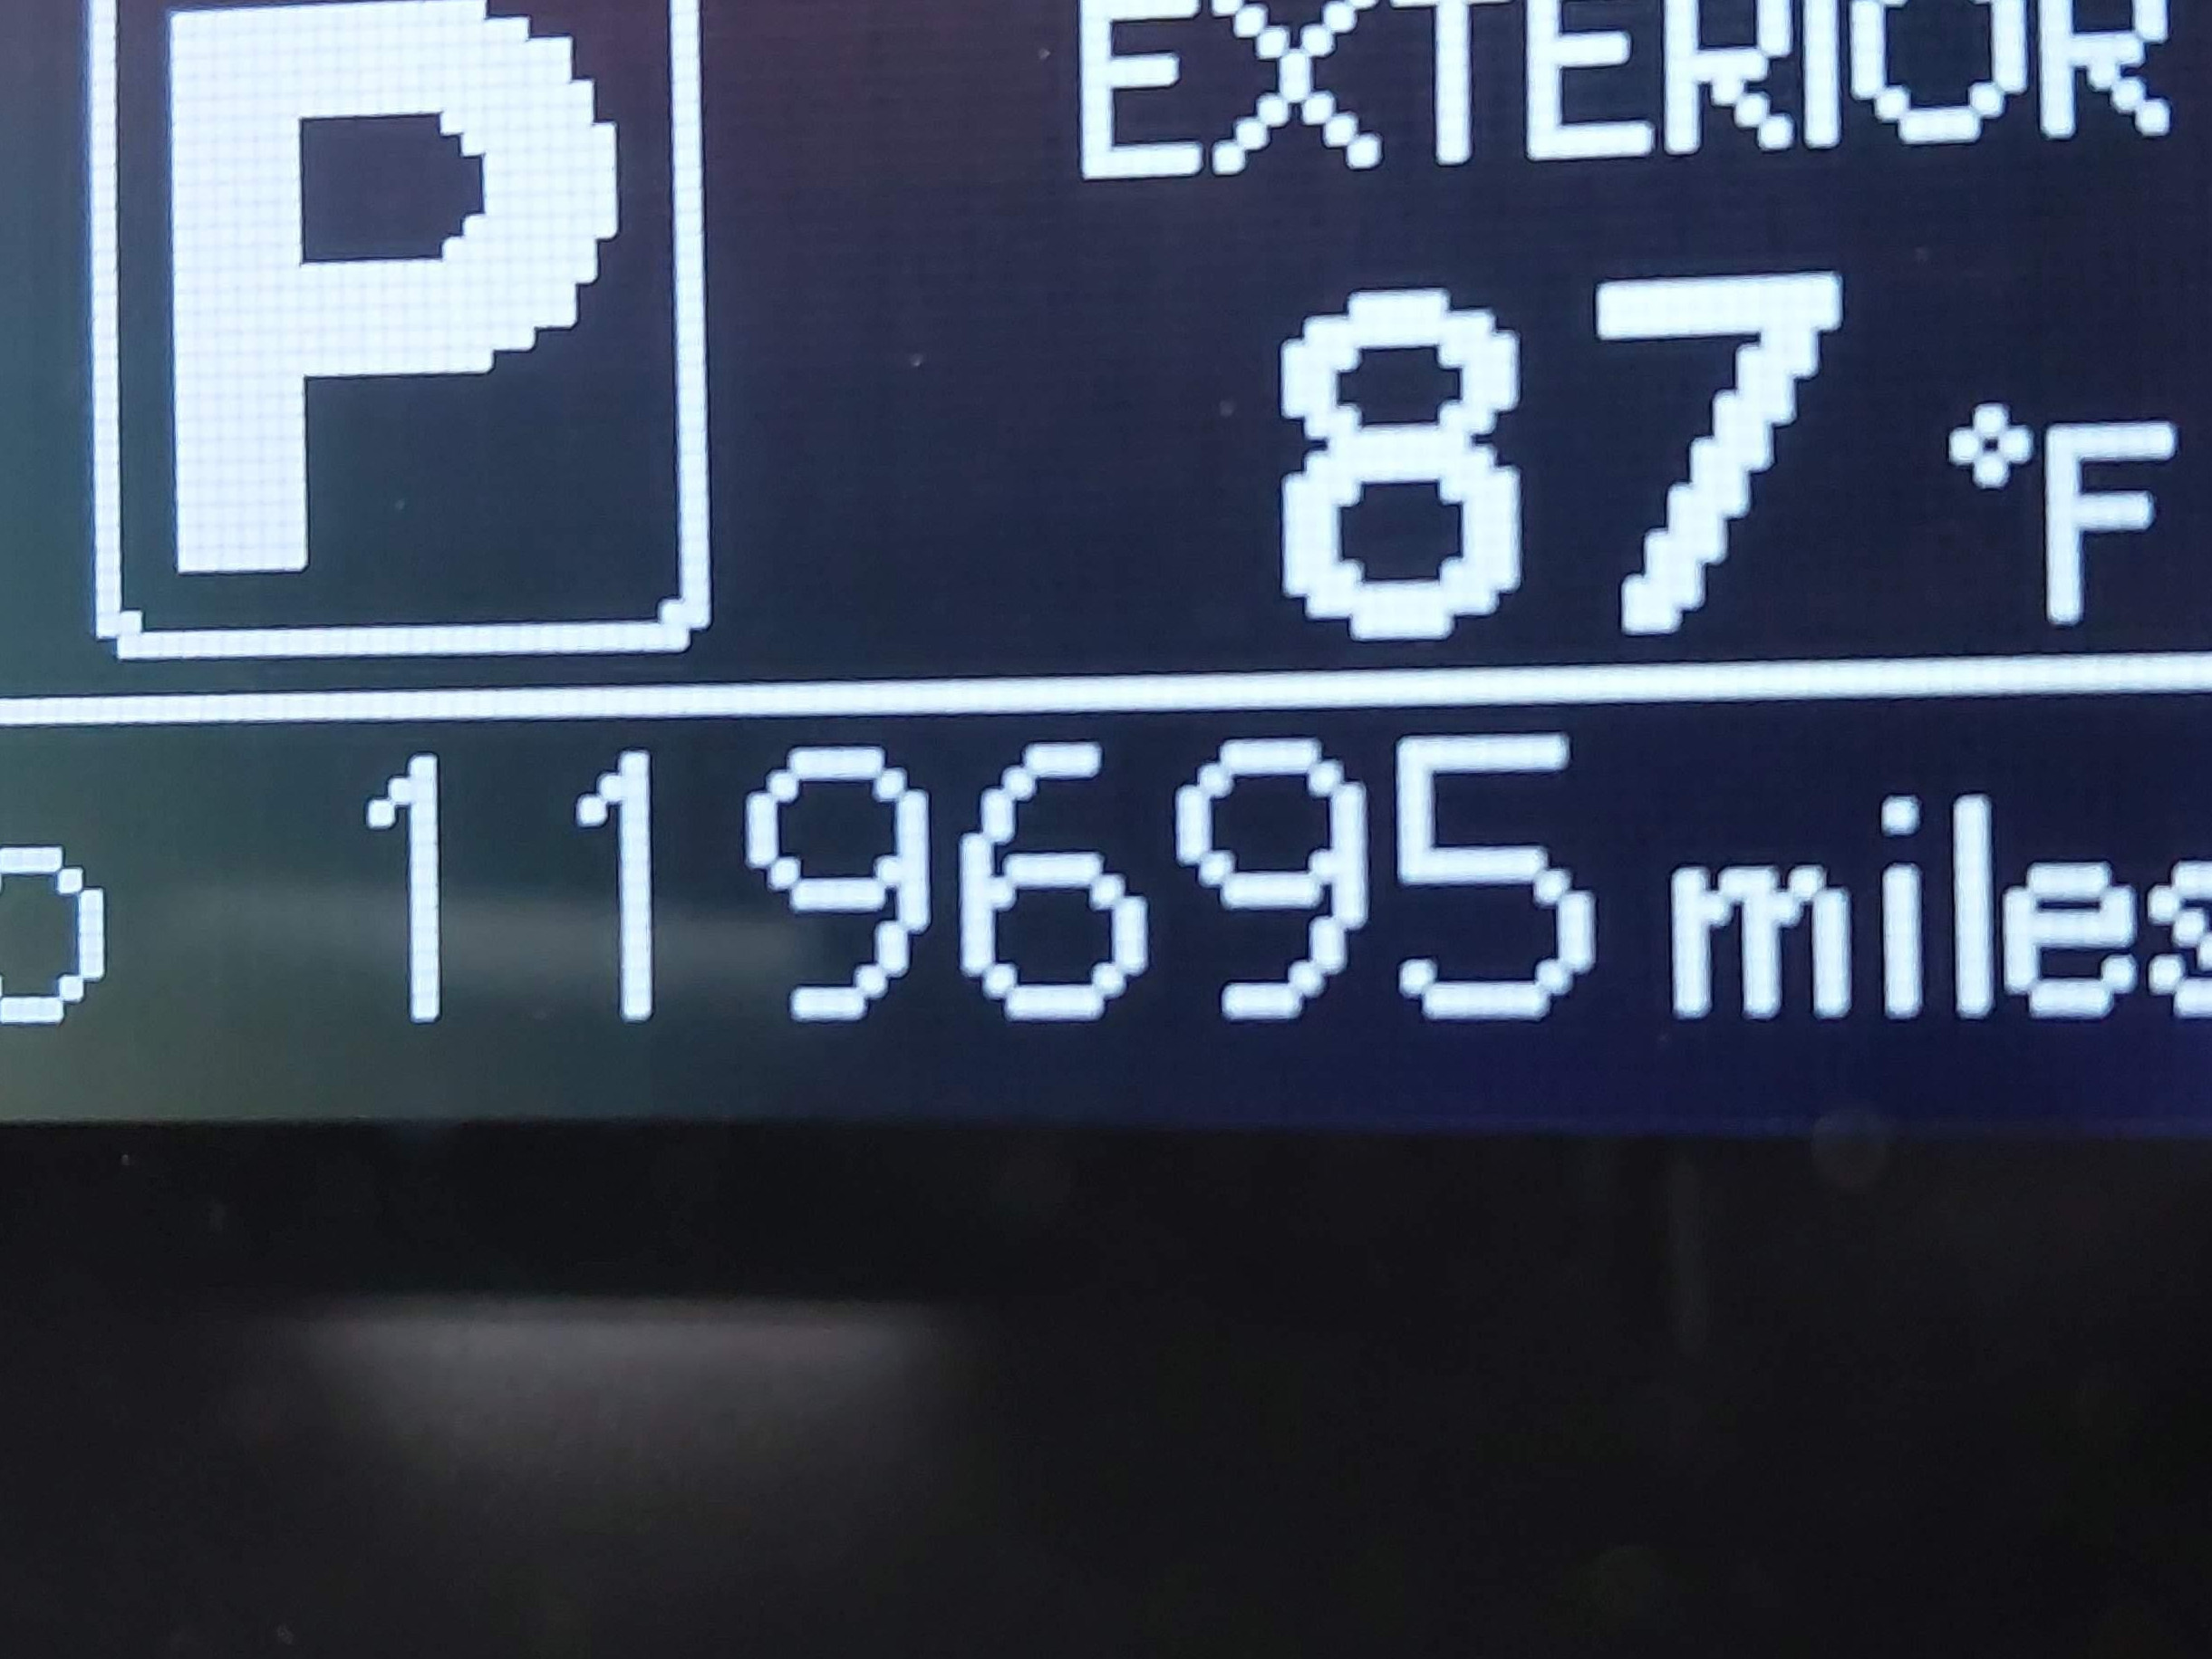 P
EXTERIOR
87 °F
119695 miles